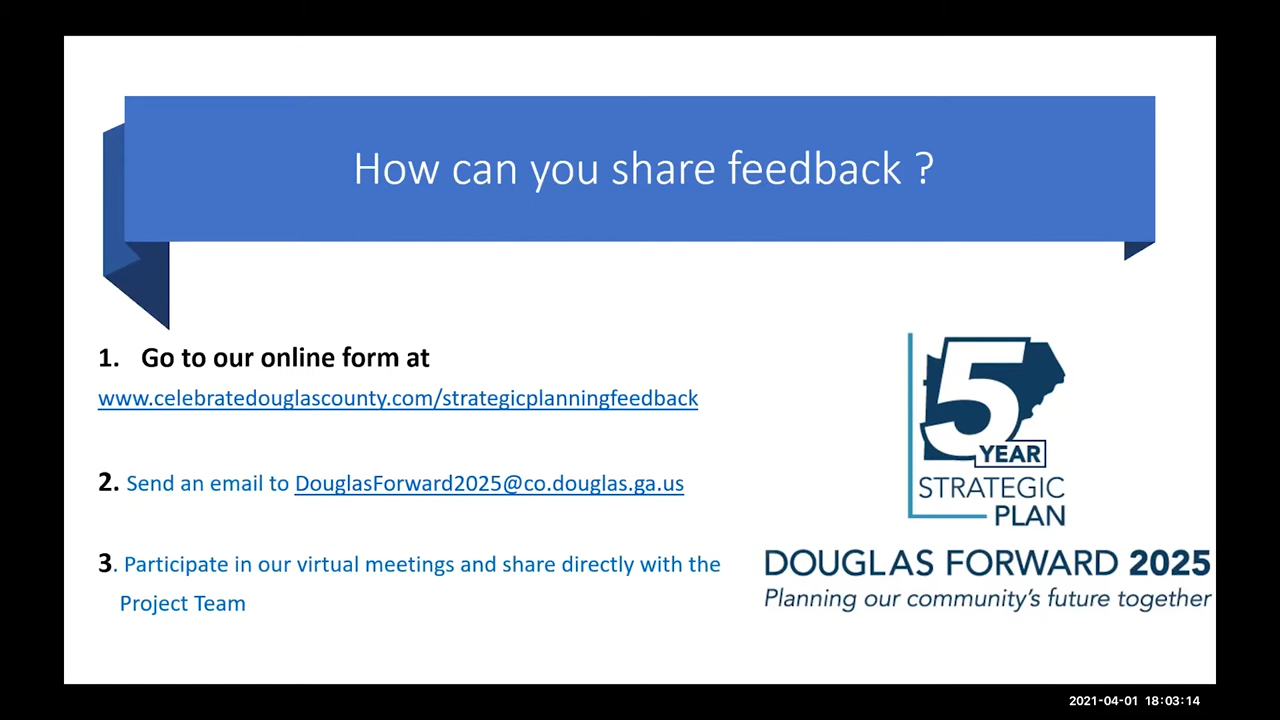 How can you share feedback ?
1. Go to our online form at
www.celebratedouglascounty.com/strategicplanningfeedback
2. Send an email to DouglasForward2025@co.douglas.ga.us
3. Participate in our virtual meetings and share directly with the
Project Team
5
YEAR
STRATEGIC
PLAN
DOUGLAS FORWARD 2025
Planning our community's future together
2021-04-01 18:03:14